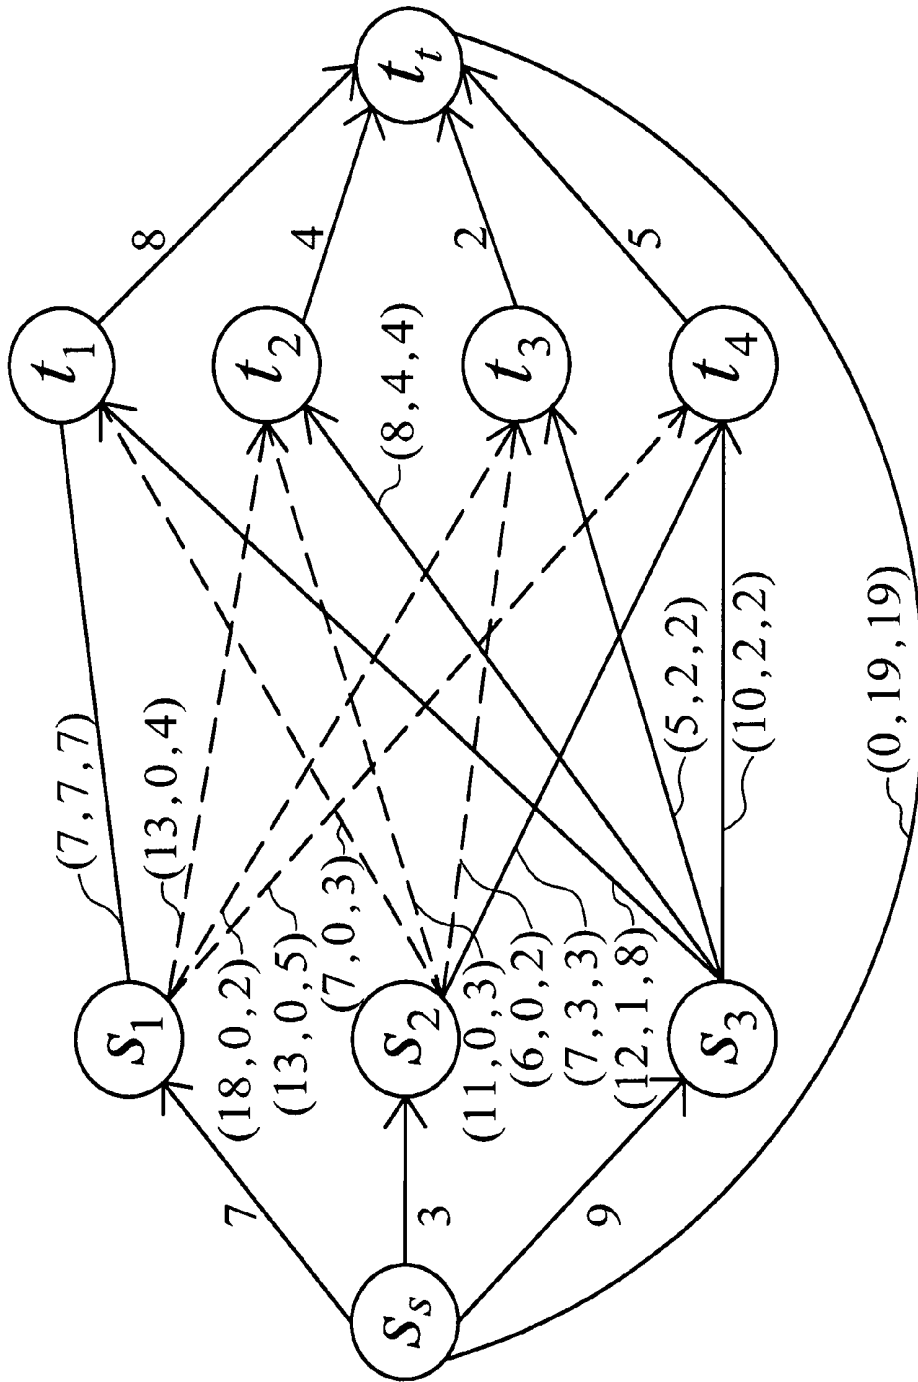 s_s
7
3
9
s_1
s_2
s_3
(7,7,7)
(13,0,4)
(18,0,2)
(13,0,5)
(7,0,3)
(11,0,3)
(6,0,2)
(7,3,3)
(12,1,8)
(8,4,4)
(5,2,2)
(10,2,2)
(0,19,19)
t_1
t_2
t_3
t_4
8
4
2
5
t_t